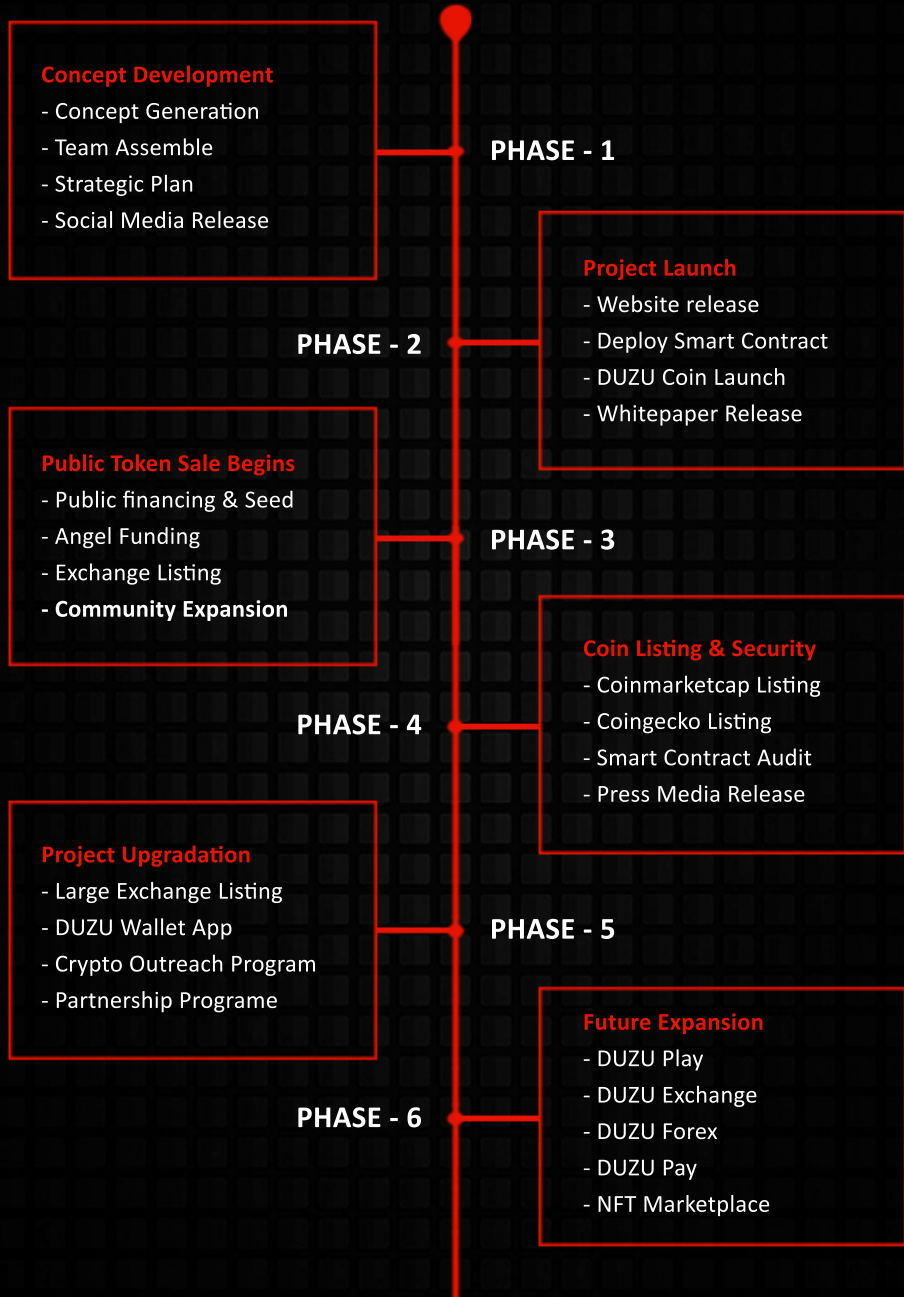 Concept Development
- Concept Generation
- Team Assemble
- Strategic Plan
- Social Media Release
PHASE - 1
Project Launch
- Website release
- Deploy Smart Contract
- DUZU Coin Launch
- Whitepaper Release
PHASE - 2
Public Token Sale Begins
- Public financing & Seed
- Angel Funding
- Exchange Listing
- Community Expansion
PHASE - 3
Coin Listing & Security
- Coinmarketcap Listing
- Coingecko Listing
- Smart Contract Audit
- Press Media Release
PHASE - 4
Project Upgradation
- Large Exchange Listing
- DUZU Wallet App
- Crypto Outreach Program
- Partnership Programe
PHASE - 5
Future Expansion
- DUZU Play
- DUZU Exchange
- DUZU Forex
- DUZU Pay
- NFT Marketplace
PHASE - 6